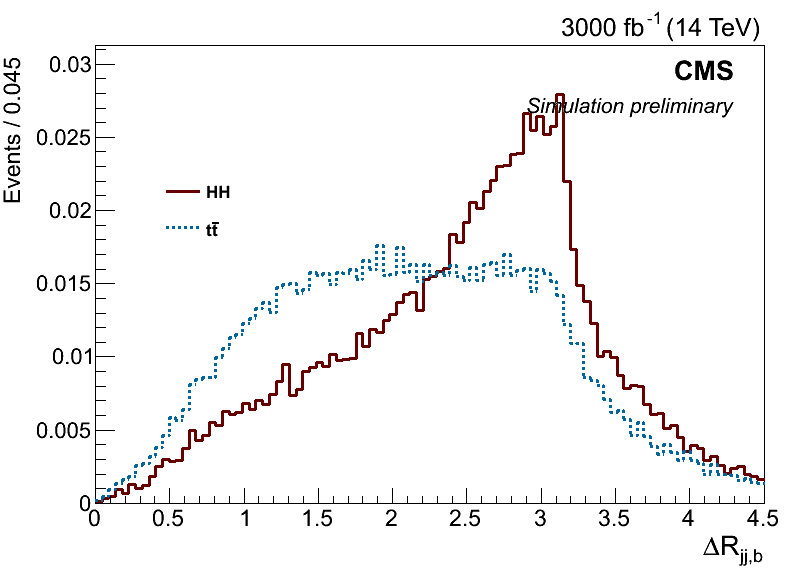 3000 fb⁻¹ (14 TeV)
CMS
Simulation preliminary
Events / 0.045
0.03
0.025
0.02
0.015
0.01
0.005
0
HH
tt̄
0 0.5 1 1.5 2 2.5 3 3.5 4 4.5
ΔR_jj,b